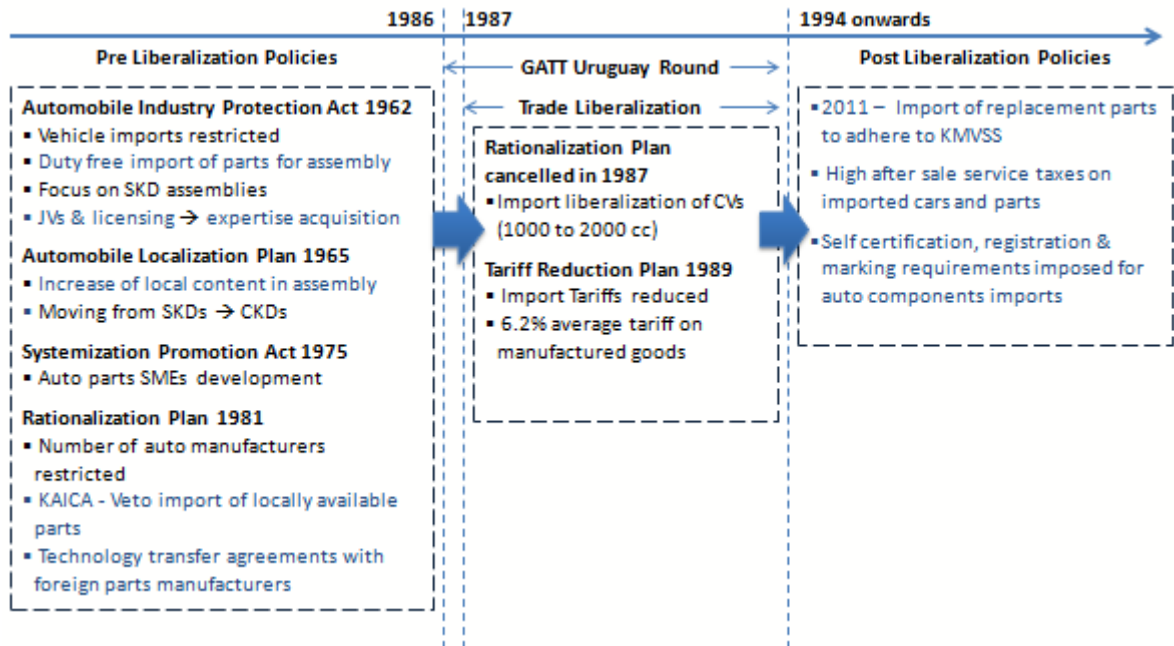 1986
1987
1994 onwards
Pre Liberalization Policies
GATT Uruguay Round
Trade Liberalization
Post Liberalization Policies
Automobile Industry Protection Act 1962
▪ Vehicle imports restricted
▪ Duty free import of parts for assembly
▪ Focus on SKD assemblies
▪ JVs & licensing → expertise acquisition
Automobile Localization Plan 1965
▪ Increase of local content in assembly
▪ Moving from SKDs → CKDs
Systemization Promotion Act 1975
▪ Auto parts SMEs development
Rationalization Plan 1981
▪ Number of auto manufacturers
restricted
▪ KAICA - Veto import of locally available
parts
▪ Technology transfer agreements with
foreign parts manufacturers
Rationalization Plan
cancelled in 1987
▪ Import liberalization of CVs
(1000 to 2000 cc)
Tariff Reduction Plan 1989
▪ Import Tariffs reduced
▪ 6.2% average tariff on
manufactured goods
▪ 2011 – Import of replacement parts
to adhere to KMVSS
▪ High after sale service taxes on
imported cars and parts
▪ Self certification, registration &
marking requirements imposed for
auto components imports